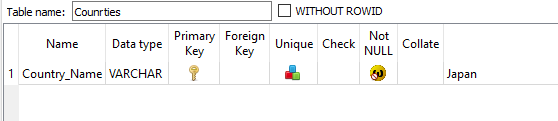 Table name: Counrties WITHOUT ROWID
Name Data type Primary Key Foreign Key Unique Check Not NULL Collate
1 Country_Name VARCHAR Japan